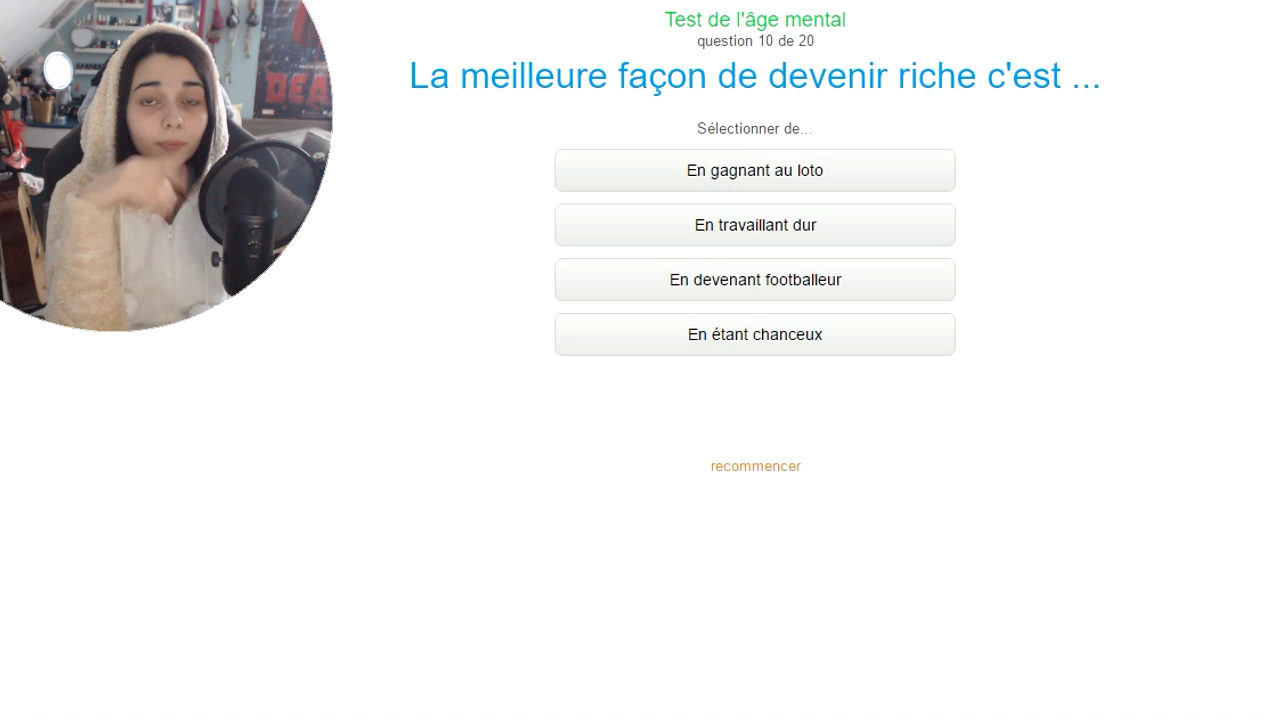 Test de l'âge mental
question 10 de 20
La meilleure façon de devenir riche c'est ...
Sélectionner de...
En gagnant au loto
En travaillant dur
En devenant footballeur
En étant chanceux
recommencer
DEA